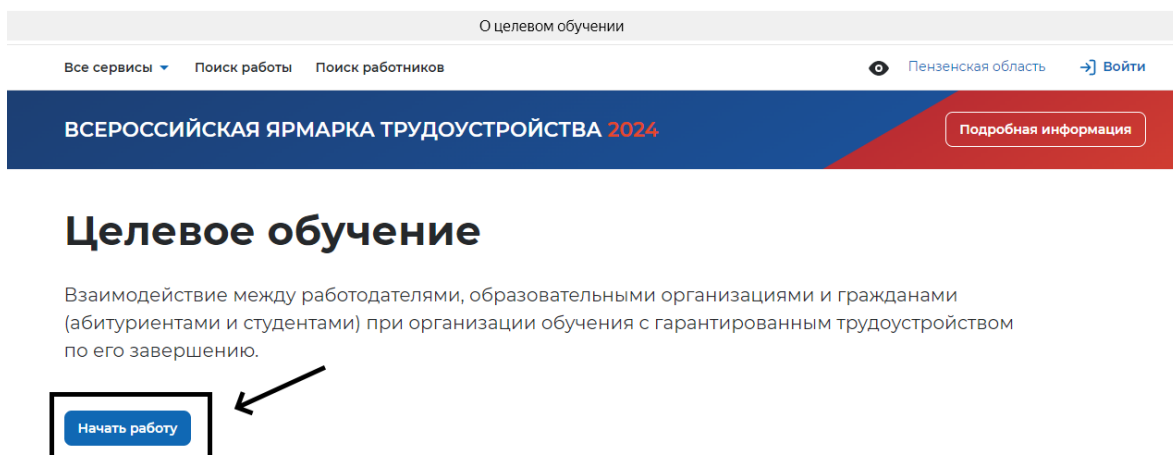 О целевом обучении
Все сервисы Поиск работы Поиск работников Пензенская область Войти
ВСЕРОССИЙСКАЯ ЯРМАРКА ТРУДОУСТРОЙСТВА 2024 Подробная информация
Целевое обучение
Взаимодействие между работодателями, образовательными организациями и гражданами
(абитуриентами и студентами) при организации обучения с гарантированным трудоустройством
по его завершению.
Начать работу